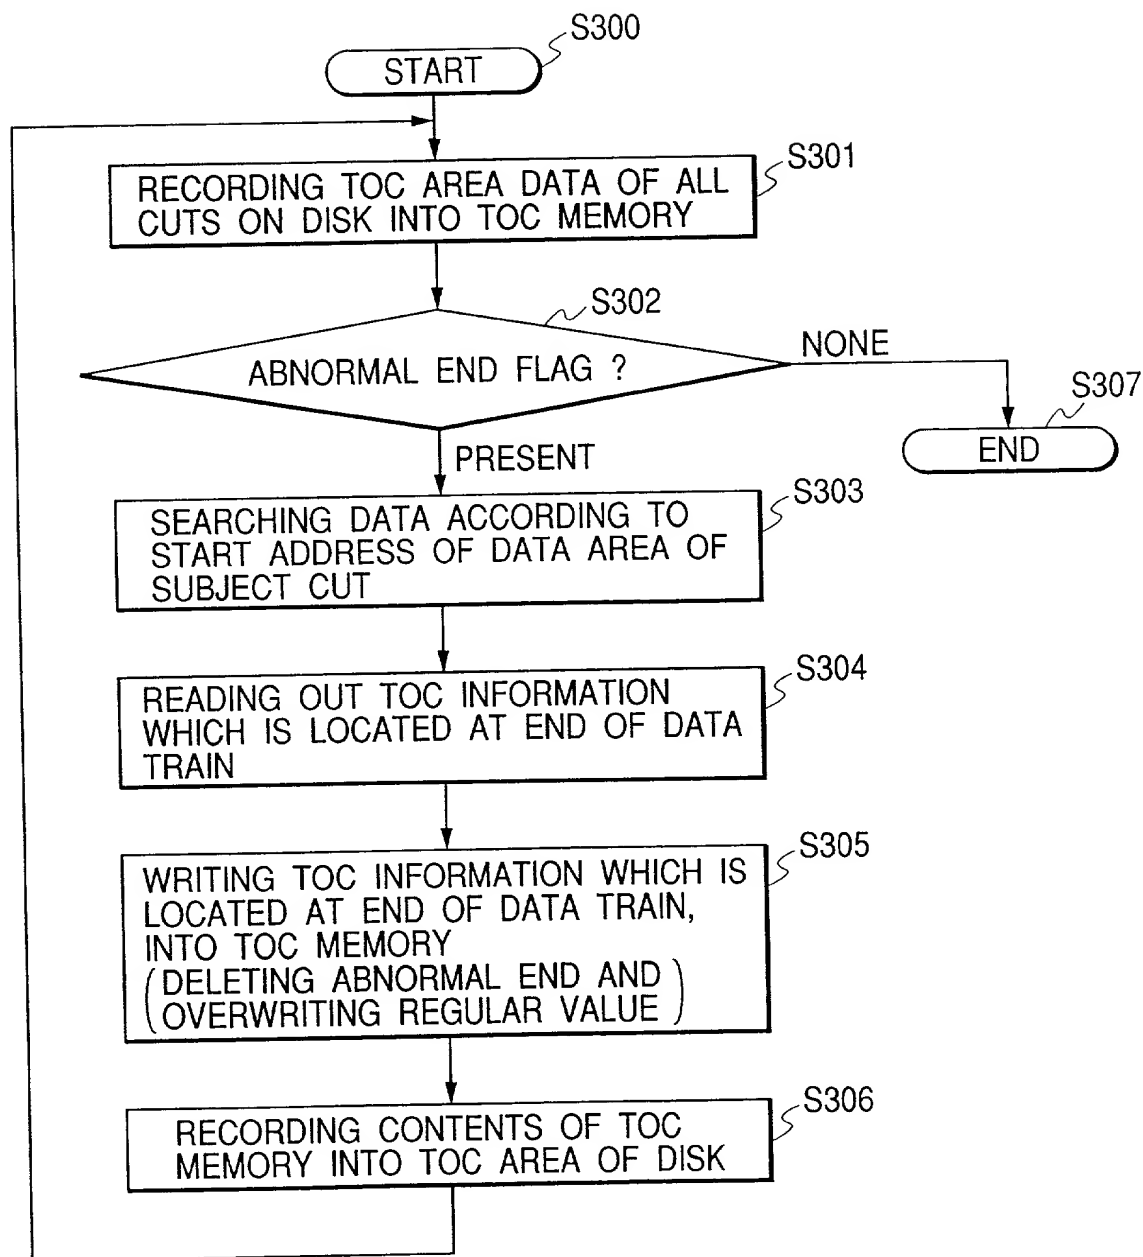 S300
START
S301
RECORDING TOC AREA DATA OF ALL
CUTS ON DISK INTO TOC MEMORY
S302
ABNORMAL END FLAG ?
NONE
S307
END
PRESENT
S303
SEARCHING DATA ACCORDING TO
START ADDRESS OF DATA AREA OF
SUBJECT CUT
S304
READING OUT TOC INFORMATION
WHICH IS LOCATED AT END OF DATA
TRAIN
S305
WRITING TOC INFORMATION WHICH IS
LOCATED AT END OF DATA TRAIN,
INTO TOC MEMORY
(DELETING ABNORMAL END AND
OVERWRITING REGULAR VALUE)
S306
RECORDING CONTENTS OF TOC
MEMORY INTO TOC AREA OF DISK